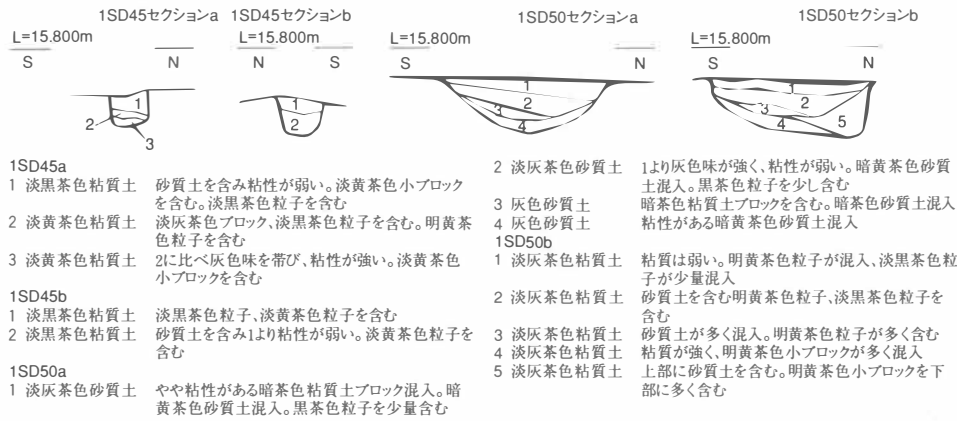 1SD45セクションa
1SD45セクションb
1SD50セクションa
1SD50セクションb
L=15.800m
L=15.800m
L=15.800m
L=15.800m
S N
N S
S N
S N
1
2
3
1
2
1
2
3
4
1
2
3
4
5
1SD45a
1 淡黒茶色粘質土 砂質土を含み粘性が弱い。淡黄茶色小ブロック
を含む。淡黒茶色粒子を含む
2 淡黄茶色粘質土 淡灰茶色ブロック、淡黒茶色粒子を含む。明黄茶
色粒子を含む
3 淡黄茶色粘質土 2に比べ灰色味を帯び、粘性が強い。淡黄茶色
小ブロックを含む
1SD45b
1 淡黒茶色粘質土 淡黒茶色粒子、淡黄茶色粒子を含む
2 淡黒茶色粘質土 砂質土を含み1より粘性が弱い。淡黄茶色粒子を
含む
1SD50a
1 淡灰茶色砂質土 やや粘性がある暗茶色粘質土ブロック混入。暗
黄茶色砂質土混入。黒茶色粒子を少量含む
2 淡灰茶色砂質土 1より灰色味が強く、粘性が弱い。暗黄茶色砂質
土混入。黒茶色粒子を少し含む
3 灰色砂質土 暗茶色粘質土ブロックを含む。暗茶色砂質土混入
4 灰色砂質土 粘性がある暗黄茶色砂質土混入
1SD50b
1 淡灰茶色粘質土 粘質は弱い。明黄茶色粒子が混入、淡黒茶色粒
子が少量混入
2 淡灰茶色粘質土 砂質土を含む明黄茶色粒子、淡黒茶色粒子を
含む
3 淡灰茶色粘質土 砂質土が多く混入。明黄茶色粒子が多く含む
4 淡灰茶色粘質土 粘質が強く、明黄茶色小ブロックが多く混入
5 淡灰茶色粘質土 上部に砂質土を含む。明黄茶色小ブロックを下
部に多く含む